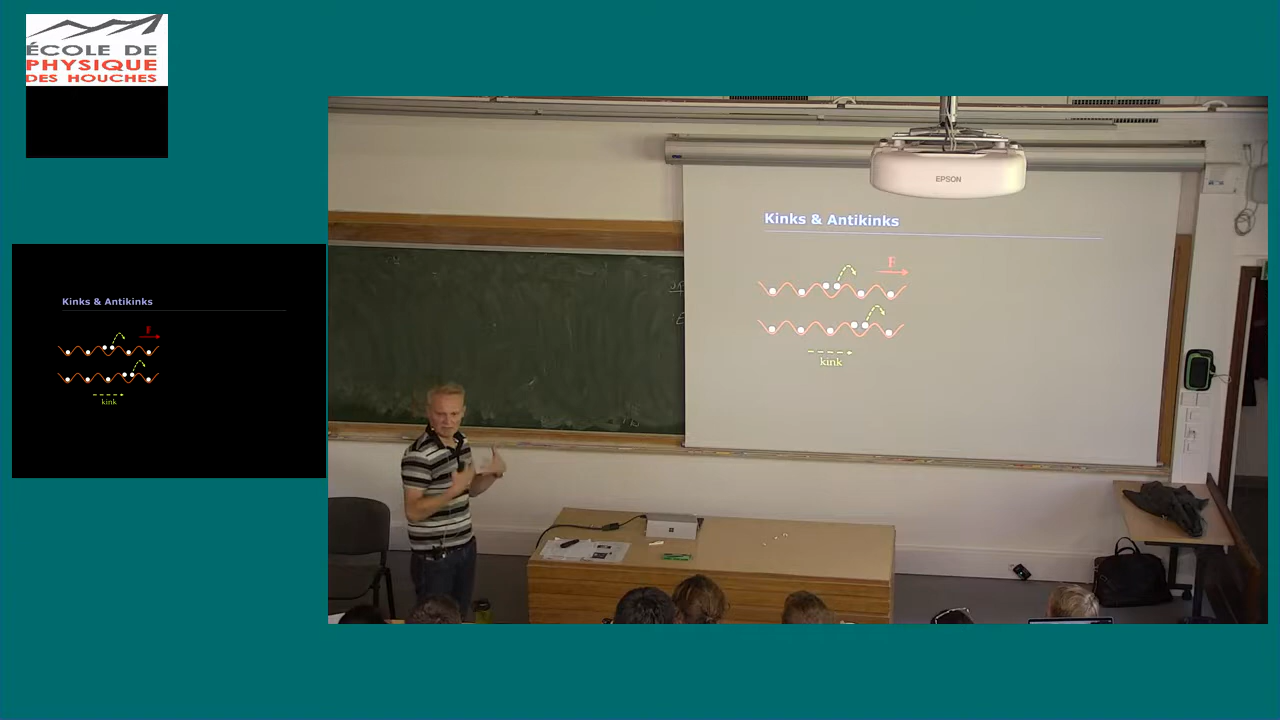 ÉCOLE DE
PHYSIQUE
DES HOUCHES
Kinks & Antikinks
F
kink
EPSON
Kinks & Antikinks
F
kink